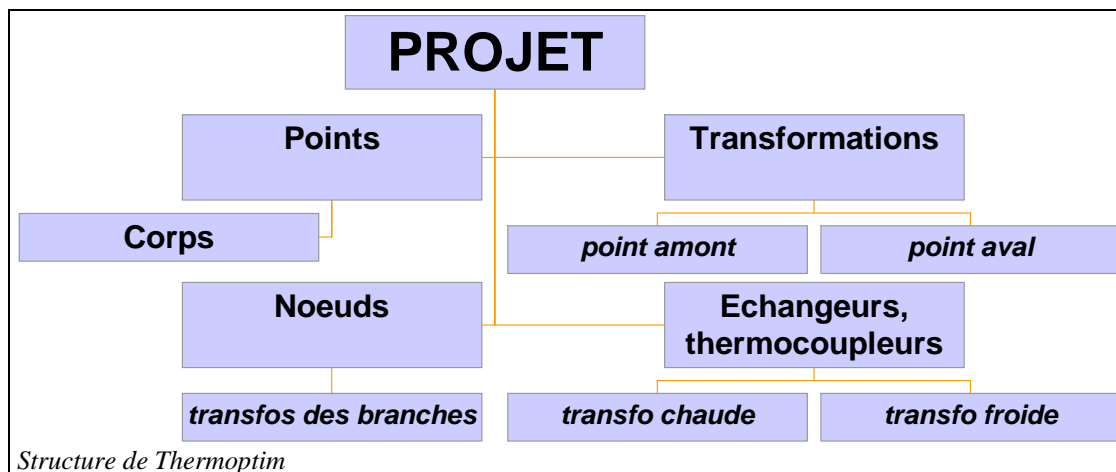 PROJET
Points
Transformations
Corps
point amont
point aval
Noeuds
Echangeurs,
thermocoupleurs
transfos des branches
transfo chaude
transfo froide
Structure de Thermoptim